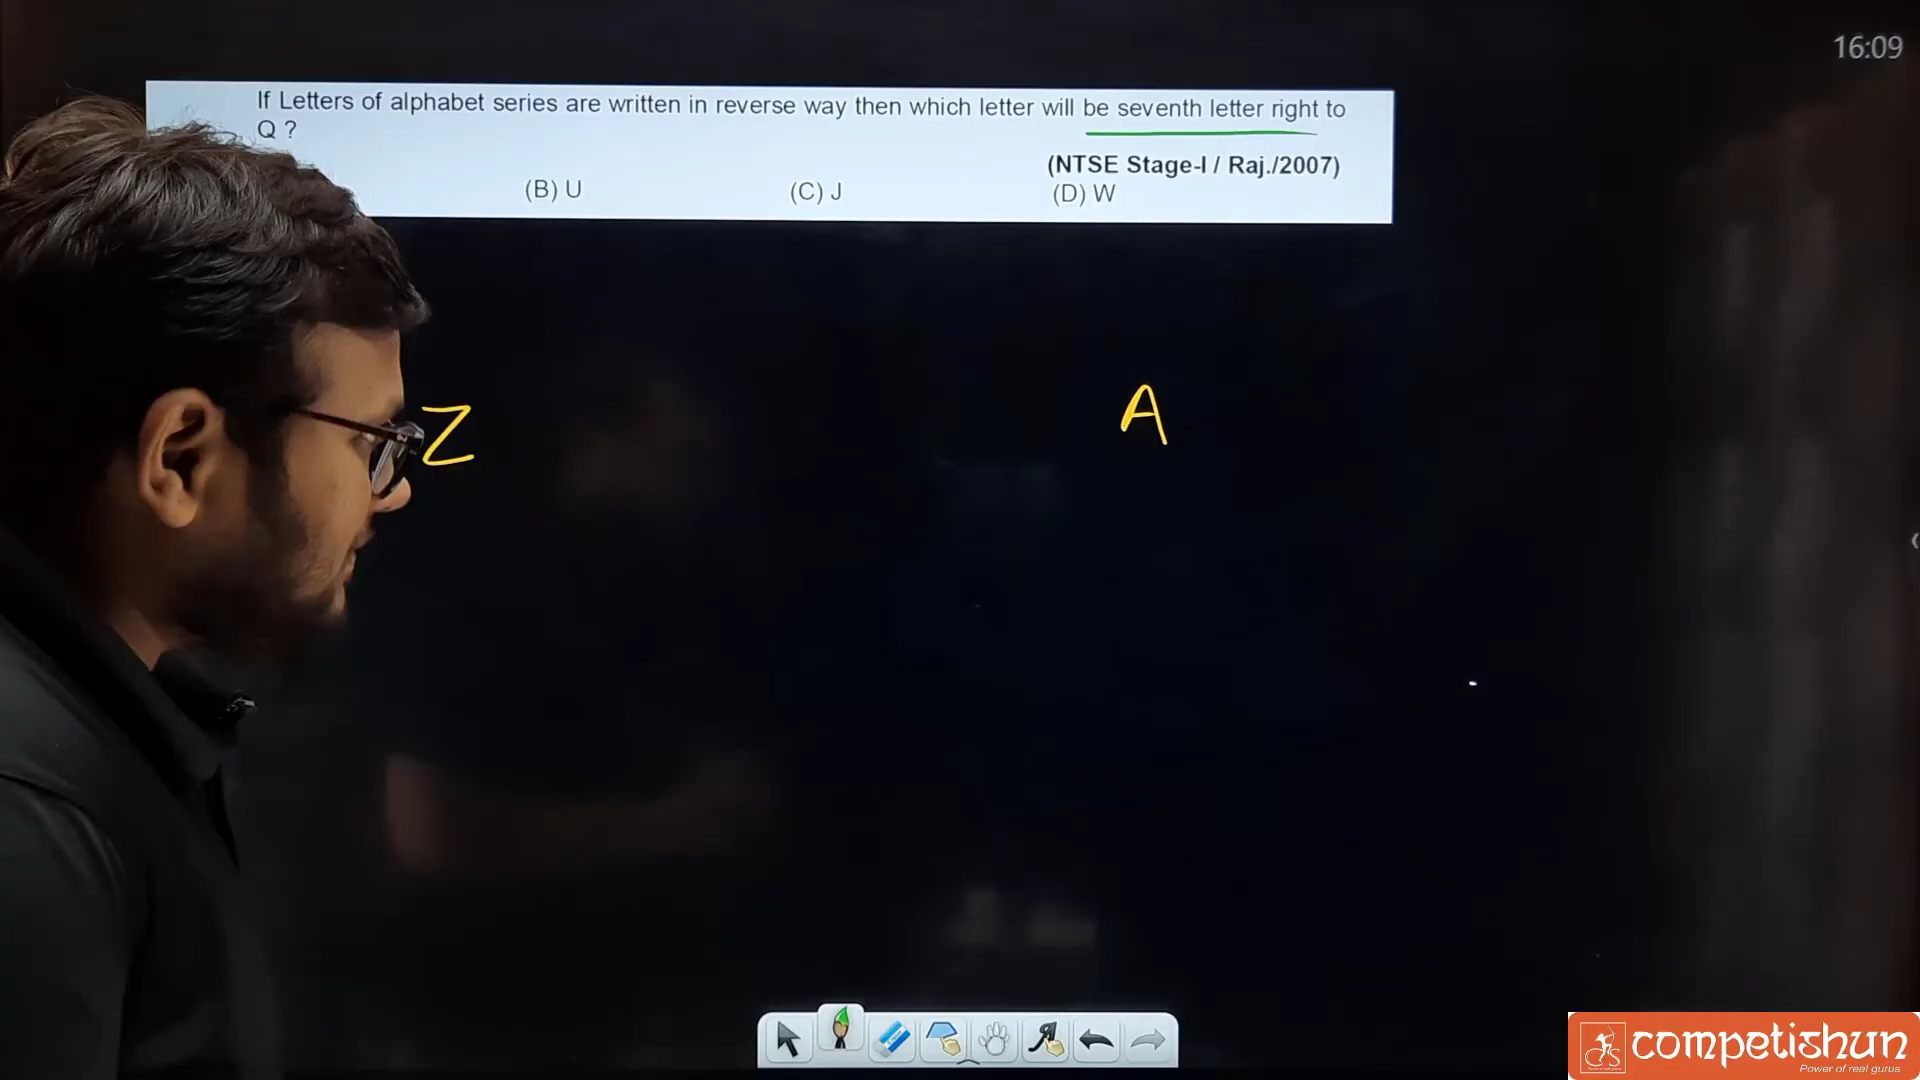 16:09
If Letters of alphabet series are written in reverse way then which letter will be seventh letter right to
Q ?
(NTSE Stage-I / Raj./2007)
(B) U (C) J (D) W
Z A
competishun
Power of real gurus